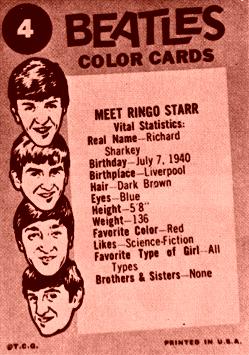 4
BEATLES
COLOR CARDS
MEET RINGO STARR
Vital Statistics:
Real Name—Richard
Sharkey
Birthday—July 7, 1940
Birthplace—Liverpool
Hair—Dark Brown
Eyes—Blue
Height—5'8"
Weight—136
Favorite Color—Red
Likes—Science-Fiction
Favorite Type of Girl—All
Types
Brothers & Sisters—None
©T.C.G.
PRINTED IN U.S.A.